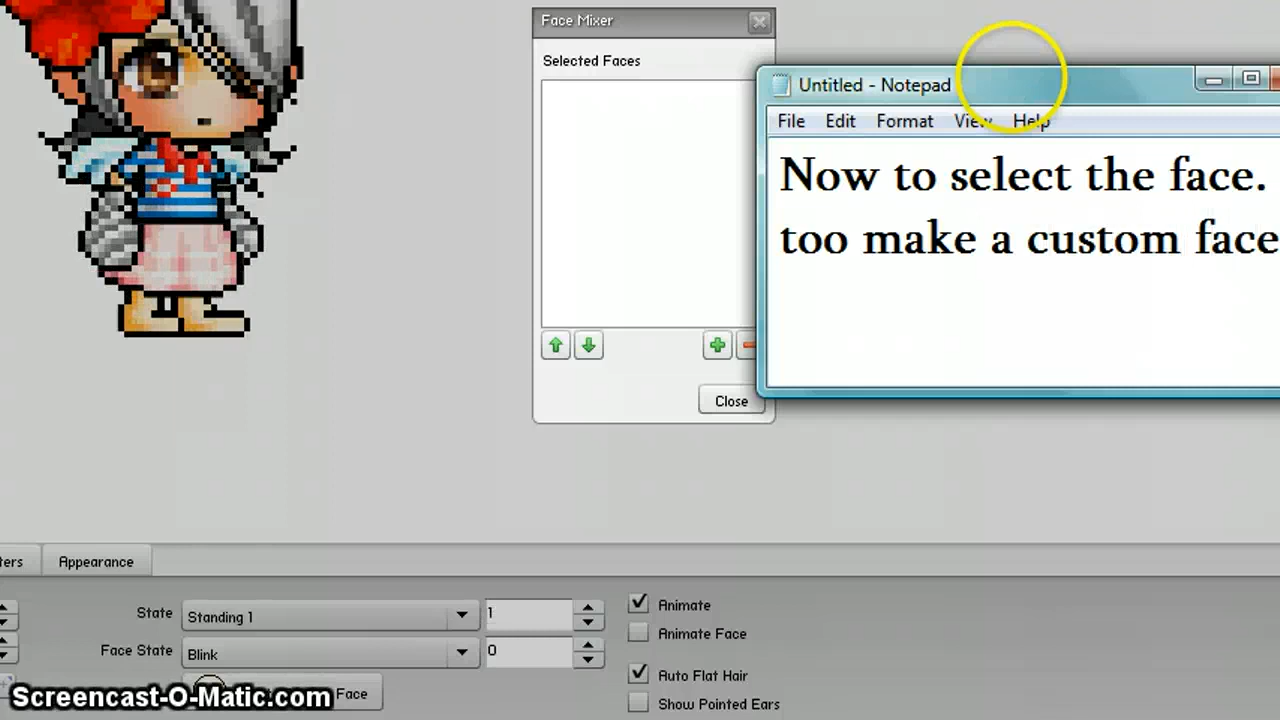 Face Mixer
Selected Faces
Close
Untitled - Notepad
File Edit Format View Help
Now to select the face.
too make a custom face
ters Appearance
State Standing 1 1
Face State Blink 0
Face
Animate
Animate Face
Auto Flat Hair
Show Pointed Ears
Screencast-O-Matic.com